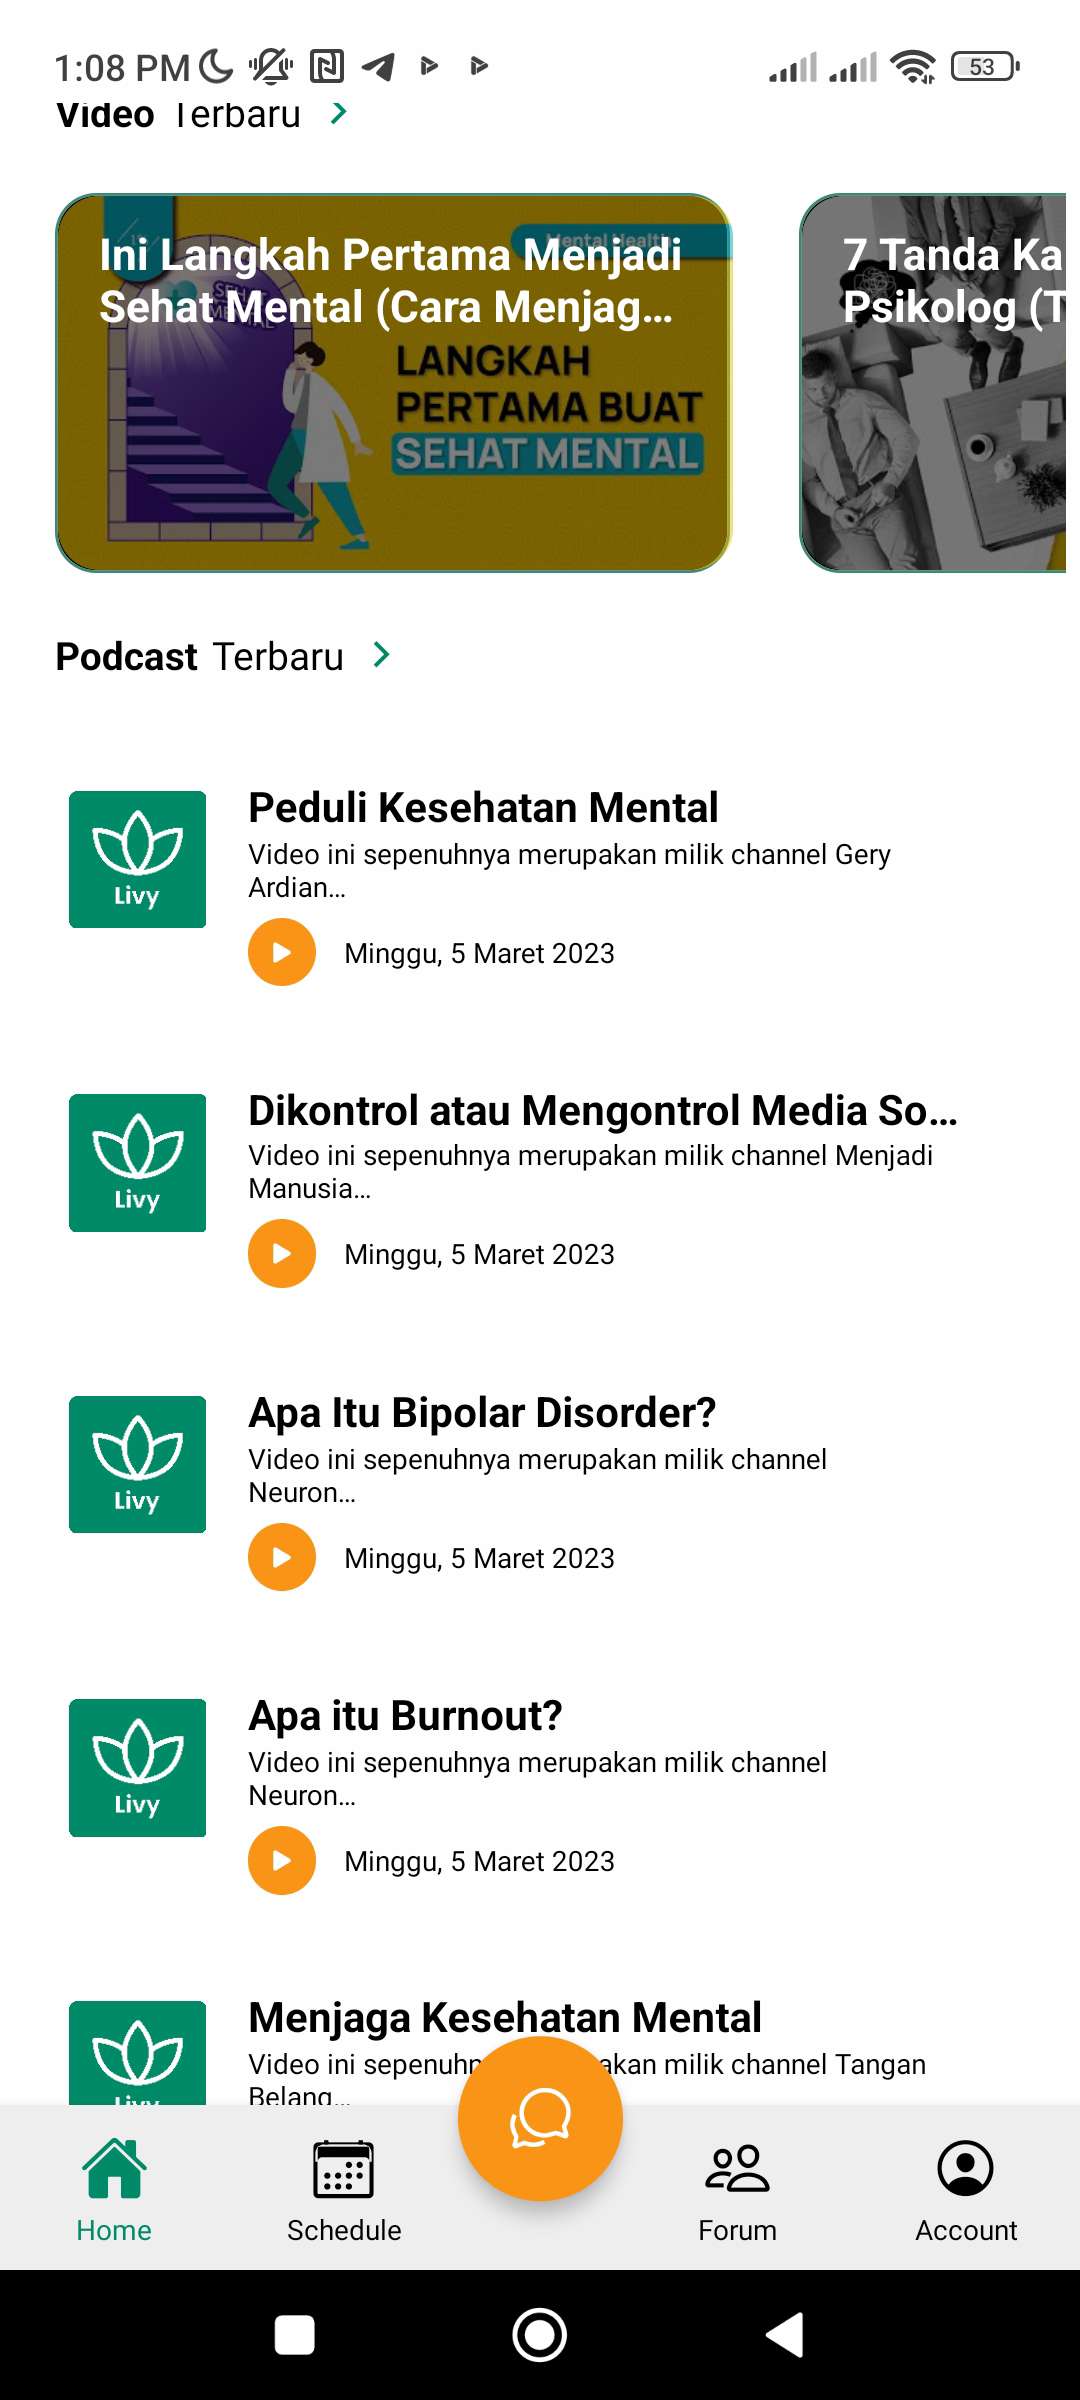 1:08 PM
53
Video Terbaru
Mental Health
Ini Langkah Pertama Menjadi
Sehat Mental (Cara Menjag...
SEHAT
MENTAL
LANGKAH
PERTAMA BUAT
SEHAT MENTAL
7 Tanda Ka
Psikolog (T
Podcast Terbaru
Livy
Peduli Kesehatan Mental
Video ini sepenuhnya merupakan milik channel Gery
Ardian...
Minggu, 5 Maret 2023
Livy
Dikontrol atau Mengontrol Media So...
Video ini sepenuhnya merupakan milik channel Menjadi
Manusia...
Minggu, 5 Maret 2023
Livy
Apa Itu Bipolar Disorder?
Video ini sepenuhnya merupakan milik channel
Neuron...
Minggu, 5 Maret 2023
Livy
Apa itu Burnout?
Video ini sepenuhnya merupakan milik channel
Neuron...
Minggu, 5 Maret 2023
Livy
Menjaga Kesehatan Mental
Video ini sepenuhn akan milik channel Tangan
Belang...
Home
Schedule
Forum
Account